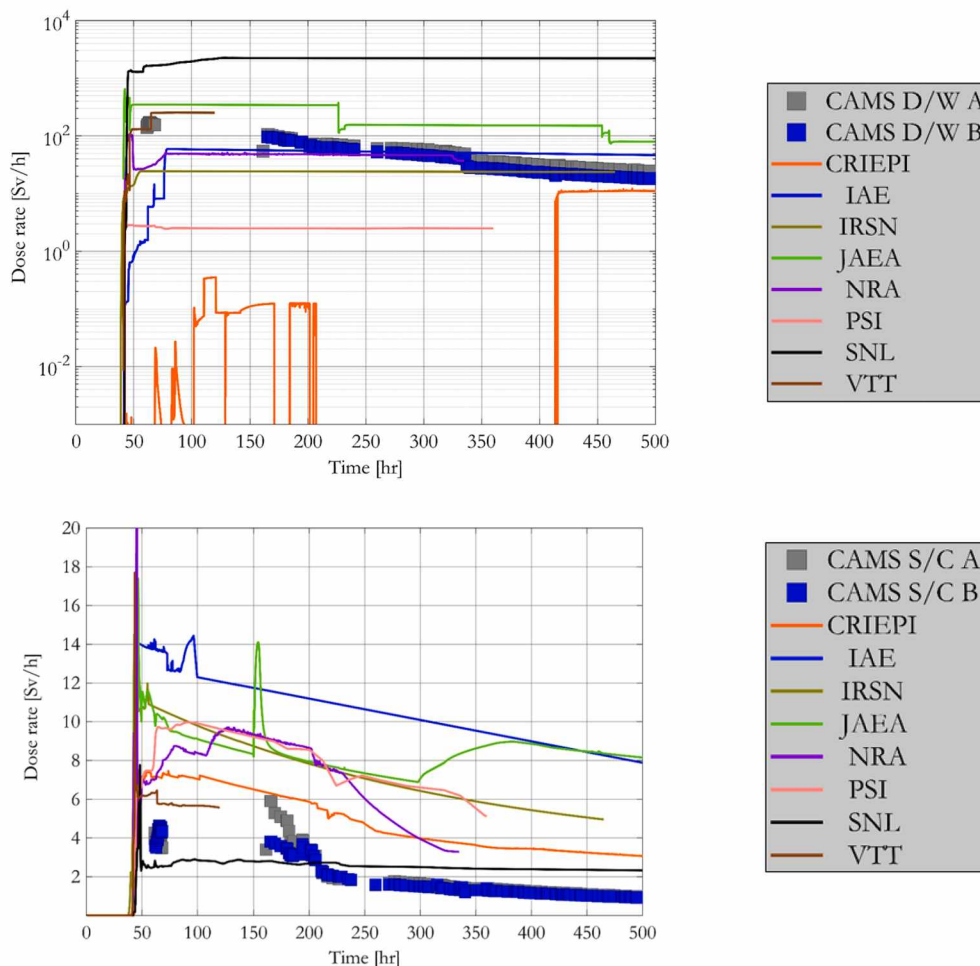 10^4
10^2
10^0
10^-2
Dose rate [Sv/h]
0 50 100 150 200 250 300 350 400 450 500
Time [hr]
CAMS D/W A
CAMS D/W B
CRIEPI
IAE
IRSN
JAEA
NRA
PSI
SNL
VTT
20
18
16
14
12
10
8
6
4
2
Dose rate [Sv/h]
0 50 100 150 200 250 300 350 400 450 500
Time [hr]
CAMS S/C A
CAMS S/C B
CRIEPI
IAE
IRSN
JAEA
NRA
PSI
SNL
VTT